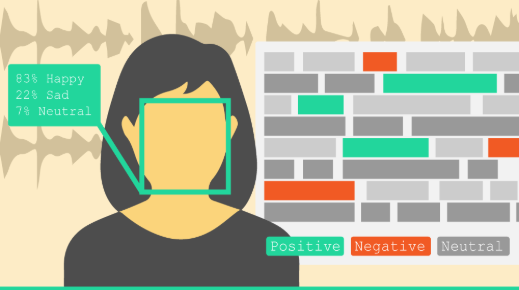 83% Happy
22% Sad
7% Neutral
Positive Negative Neutral